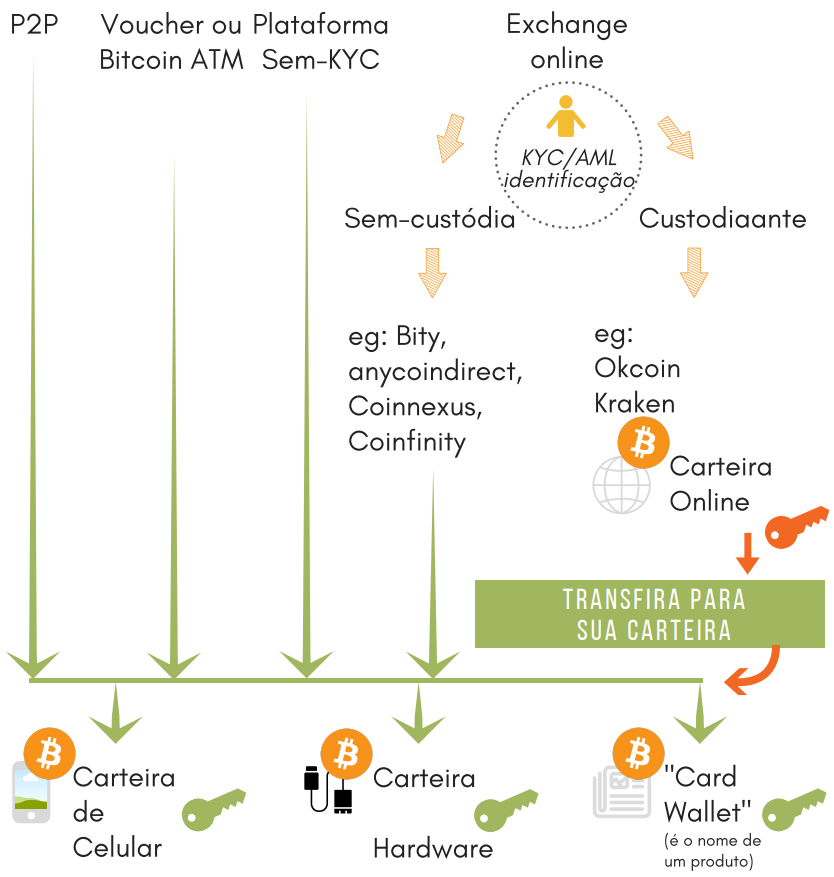 P2P
Voucher ou
Bitcoin ATM
Plataforma
Sem-KYC
Exchange
online
KYC/AML
identificação
Sem-custódia
Custodiaante
eg: Bity,
anycoindirect,
Coinnexus,
Coinfinity
eg:
Okcoin
Kraken
Carteira
Online
TRANSFIRA PARA
SUA CARTEIRA
Carteira
de
Celular
Carteira
Hardware
"Card
Wallet"
(é o nome de
um produto)